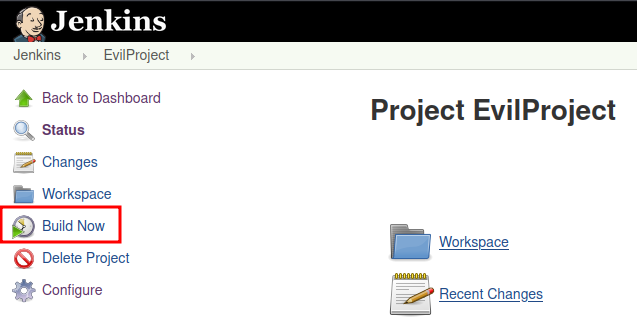 Jenkins
Jenkins EvilProject
Back to Dashboard
Status
Changes
Workspace
Build Now
Delete Project
Configure
Project EvilProject
Workspace
Recent Changes